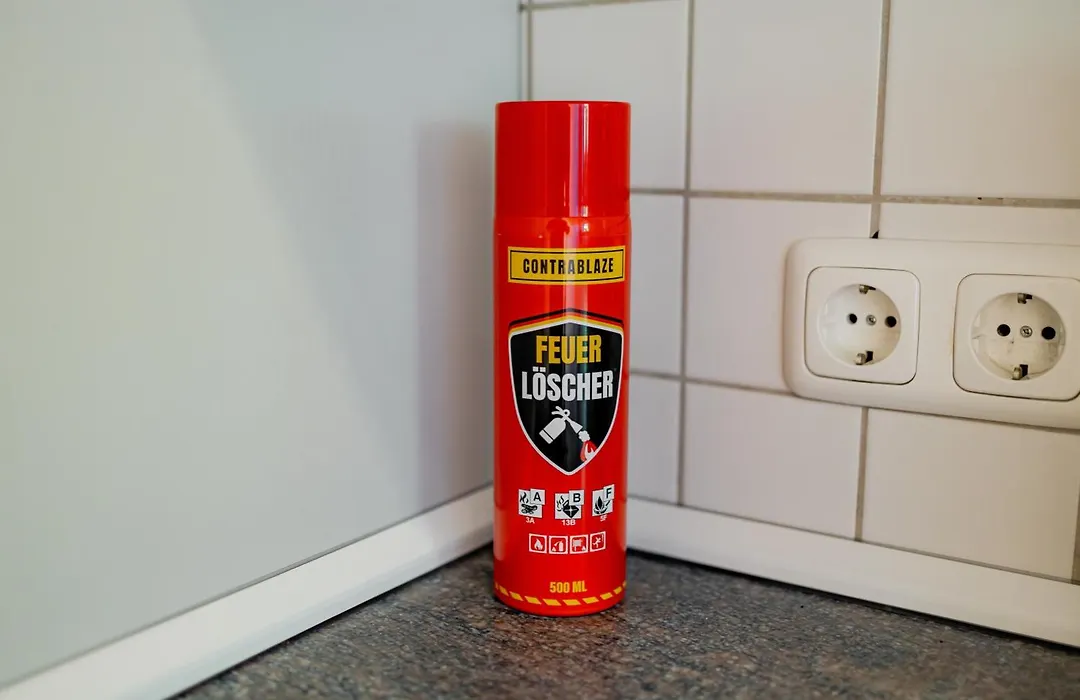 CONTRABLAZE
FEUER
LÖSCHER
A B F
3A 13B 5F
500 ML